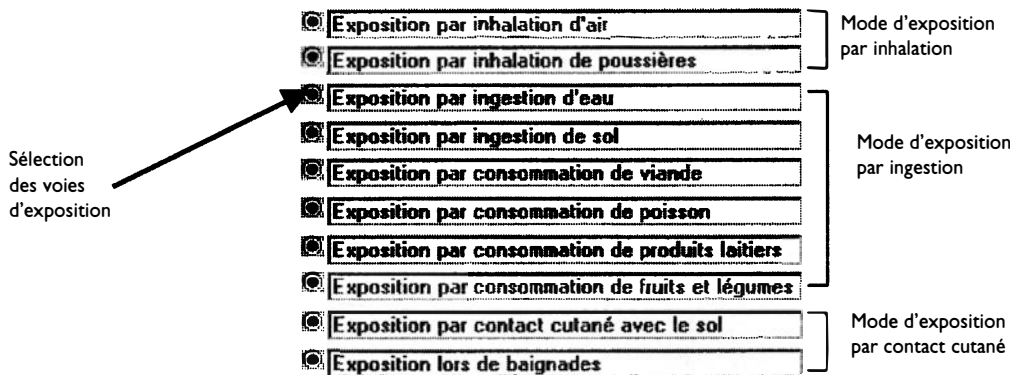 Exposition par inhalation d'air
Exposition par inhalation de poussières
Mode d'exposition
par inhalation
Exposition par ingestion d'eau
Exposition par ingestion de sol
Exposition par consommation de viande
Exposition par consommation de poisson
Exposition par consommation de produits laitiers
Exposition par consommation de fruits et légumes
Mode d'exposition
par ingestion
Sélection
des voies
d'exposition
Exposition par contact cutané avec le sol
Exposition lors de baignades
Mode d'exposition
par contact cutané